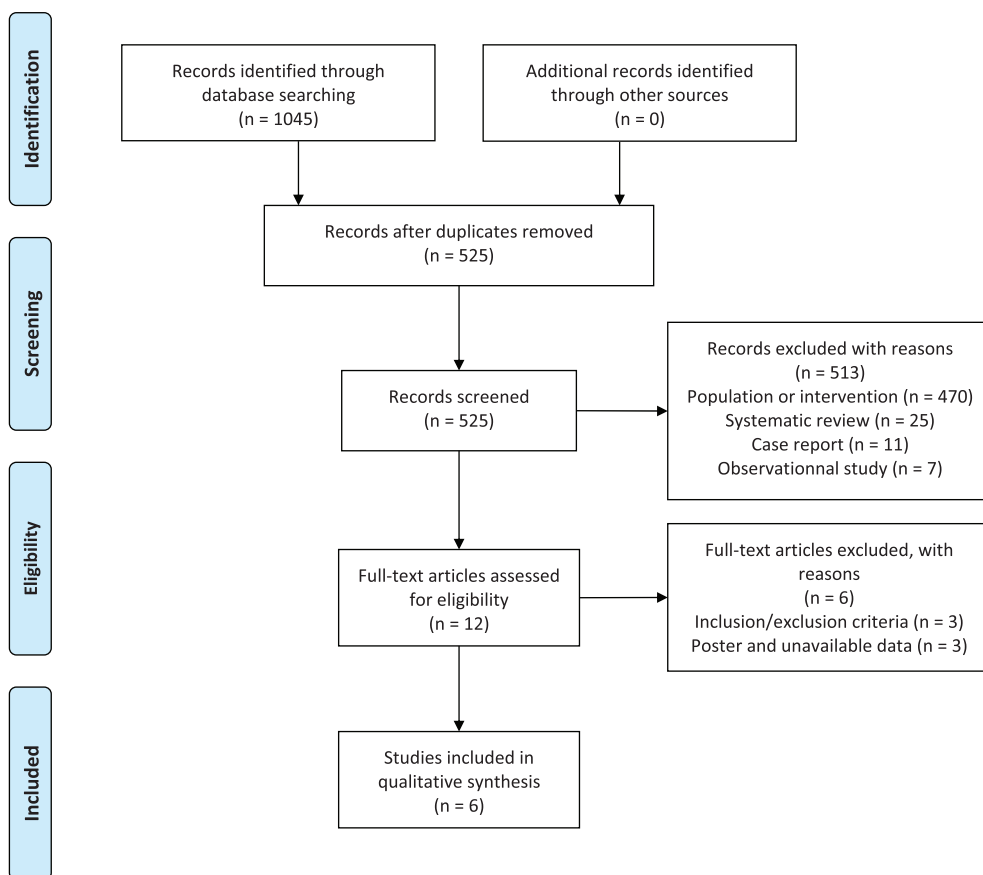 Identification
Records identified through
database searching
(n = 1045)
Additional records identified
through other sources
(n = 0)
Records after duplicates removed
(n = 525)
Screening
Records screened
(n = 525)
Records excluded with reasons
(n = 513)
Population or intervention (n = 470)
Systematic review (n = 25)
Case report (n = 11)
Observationnal study (n = 7)
Eligibility
Full-text articles assessed
for eligibility
(n = 12)
Full-text articles excluded, with
reasons
(n = 6)
Inclusion/exclusion criteria (n = 3)
Poster and unavailable data (n = 3)
Included
Studies included in
qualitative synthesis
(n = 6)